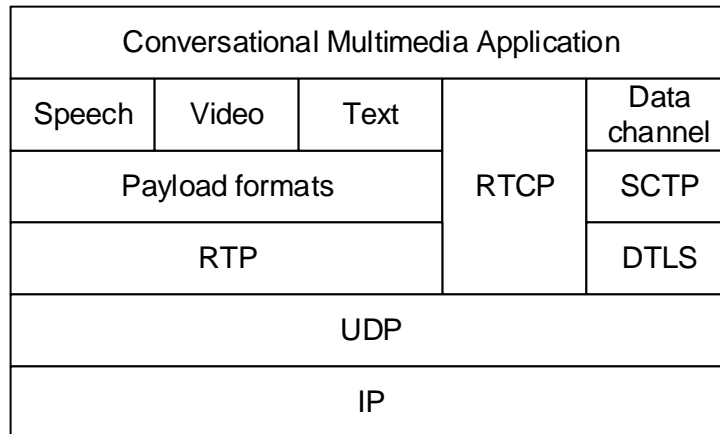 Conversational Multimedia Application
Speech
Video
Text
RTCP
Data
channel
Payload formats
SCTP
RTP
DTLS
UDP
IP